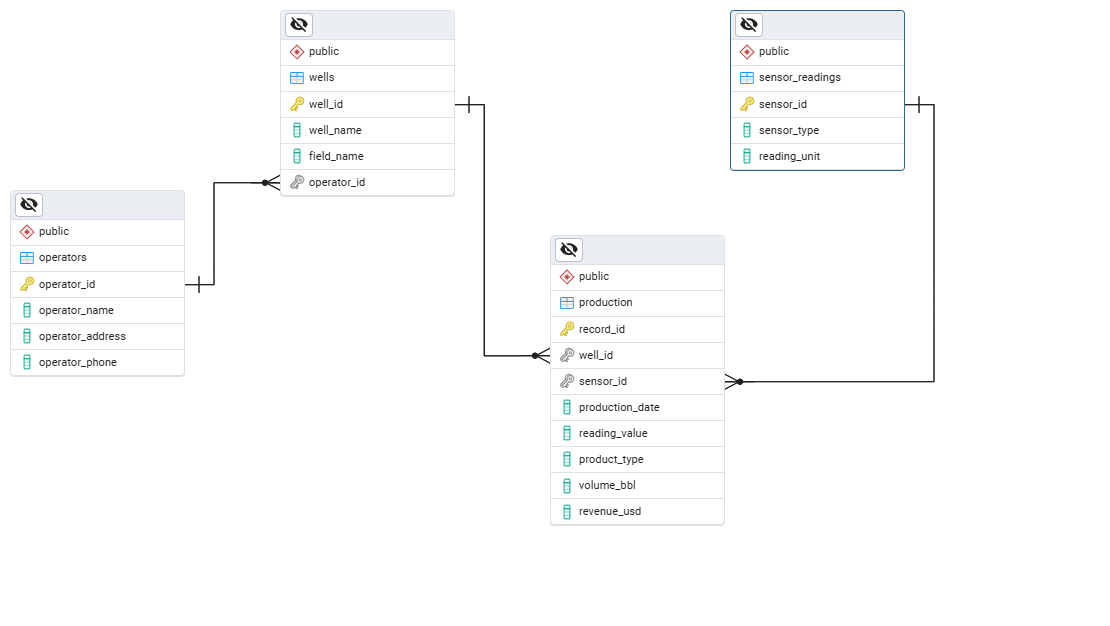 public
wells
well_id
well_name
field_name
operator_id
public
sensor_readings
sensor_id
sensor_type
reading_unit
public
operators
operator_id
operator_name
operator_address
operator_phone
public
production
record_id
well_id
sensor_id
production_date
reading_value
product_type
volume_bbl
revenue_usd